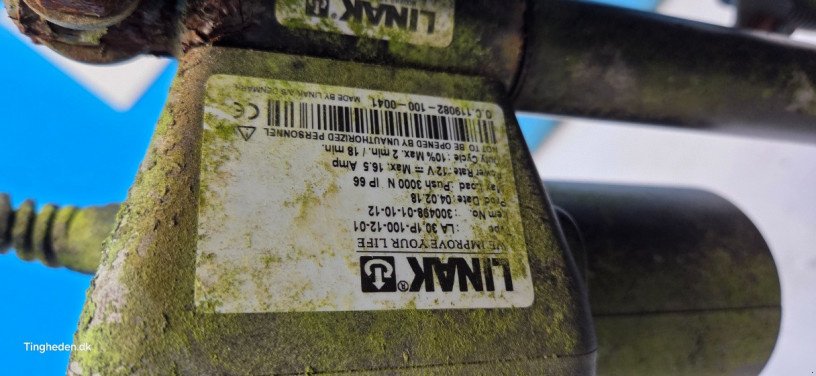 LINAK®
WE IMPROVE YOUR LIFE
Type : LA 30.1P-100-12-01
Item No. : 300498-01-10-12
Prod Date :04.02.18
Max Load :Push 3000 N IP 66
Power Rate :12 V Max: 16.5 Amp
Duty Cycle : 10% Max. 2 min. / 18 min.
NOT TO BE OPENED BY UNAUTHORIZED PERSONNEL
O.C.119082-100-0041
MADE BY LINAK A/S DENMARK
CE
LINAK®
Tingheden.dk